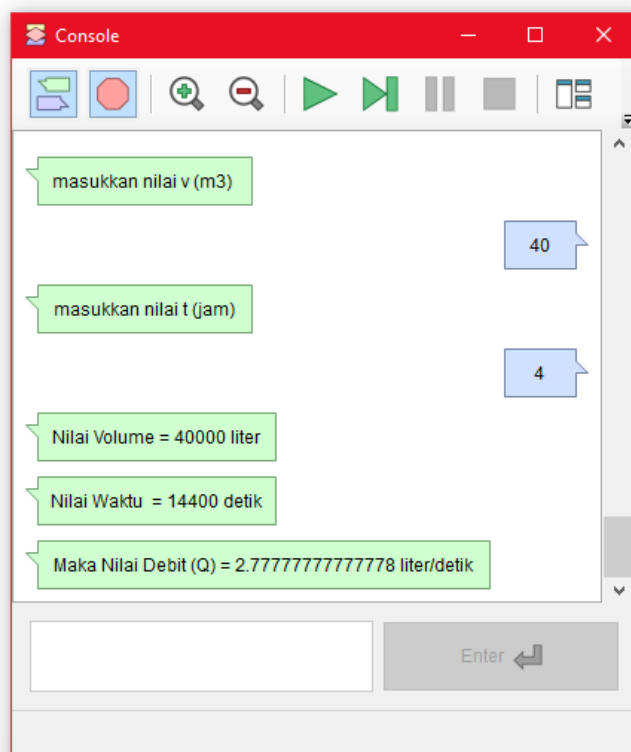 Console
masukkan nilai v (m3)
40
masukkan nilai t (jam)
4
Nilai Volume = 40000 liter
Nilai Waktu  = 14400 detik
Maka Nilai Debit (Q) = 2.77777777777778 liter/detik
Enter